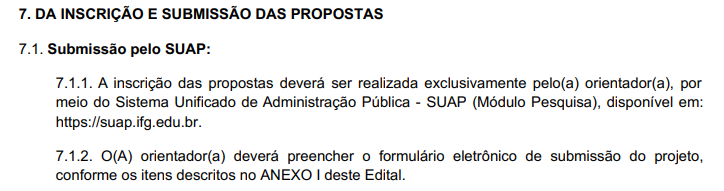 7. DA INSCRIÇÃO E SUBMISSÃO DAS PROPOSTAS
7.1. Submissão pelo SUAP:
7.1.1. A inscrição das propostas deverá ser realizada exclusivamente pelo(a) orientador(a), por
meio do Sistema Unificado de Administração Pública - SUAP (Módulo Pesquisa), disponível em:
https://suap.ifg.edu.br.
7.1.2. O(A) orientador(a) deverá preencher o formulário eletrônico de submissão do projeto,
conforme os itens descritos no ANEXO I deste Edital.